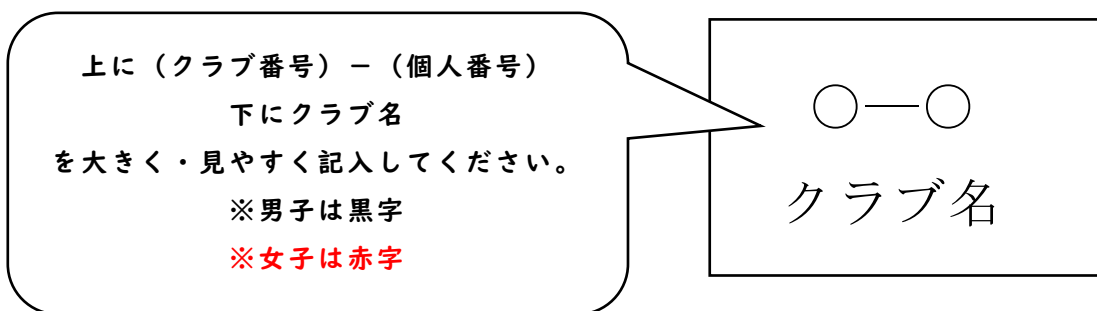 上に（クラブ番号）－（個人番号）
下にクラブ名
を大きく・見やすく記入してください。
※男子は黒字
※女子は赤字
○―○
クラブ名